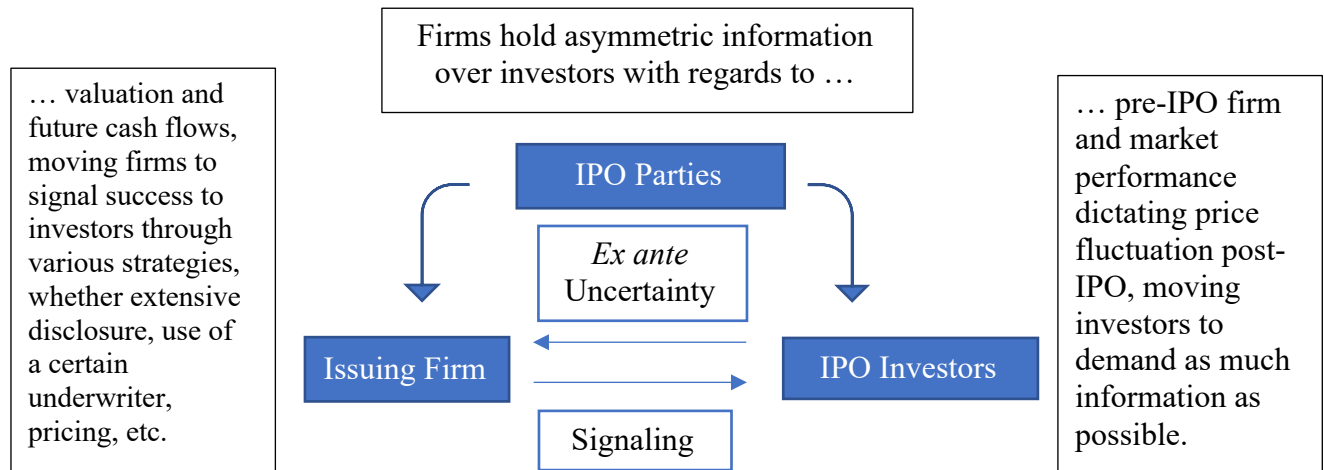 Firms hold asymmetric information
over investors with regards to …
… valuation and
future cash flows,
moving firms to
signal success to
investors through
various strategies,
whether extensive
disclosure, use of
a certain
underwriter,
pricing, etc.
IPO Parties
Ex ante
Uncertainty
Issuing Firm
IPO Investors
Signaling
… pre-IPO firm
and market
performance
dictating price
fluctuation post-
IPO, moving
investors to
demand as much
information as
possible.